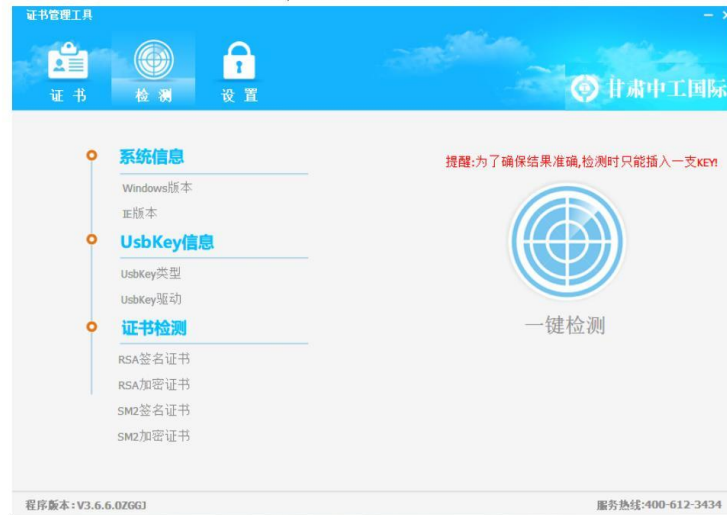 证书管理工具
证书 检测 设置
甘肃中工国际
系统信息
提醒:为了确保结果准确,检测时只能插入一支KEY!
Windows版本
IE版本
UsbKey信息
UsbKey类型
UsbKey驱动
一键检测
证书检测
RSA签名证书
RSA加密证书
SM2签名证书
SM2加密证书
程序版本:V3.6.6.0ZGGJ
服务热线:400-612-3434